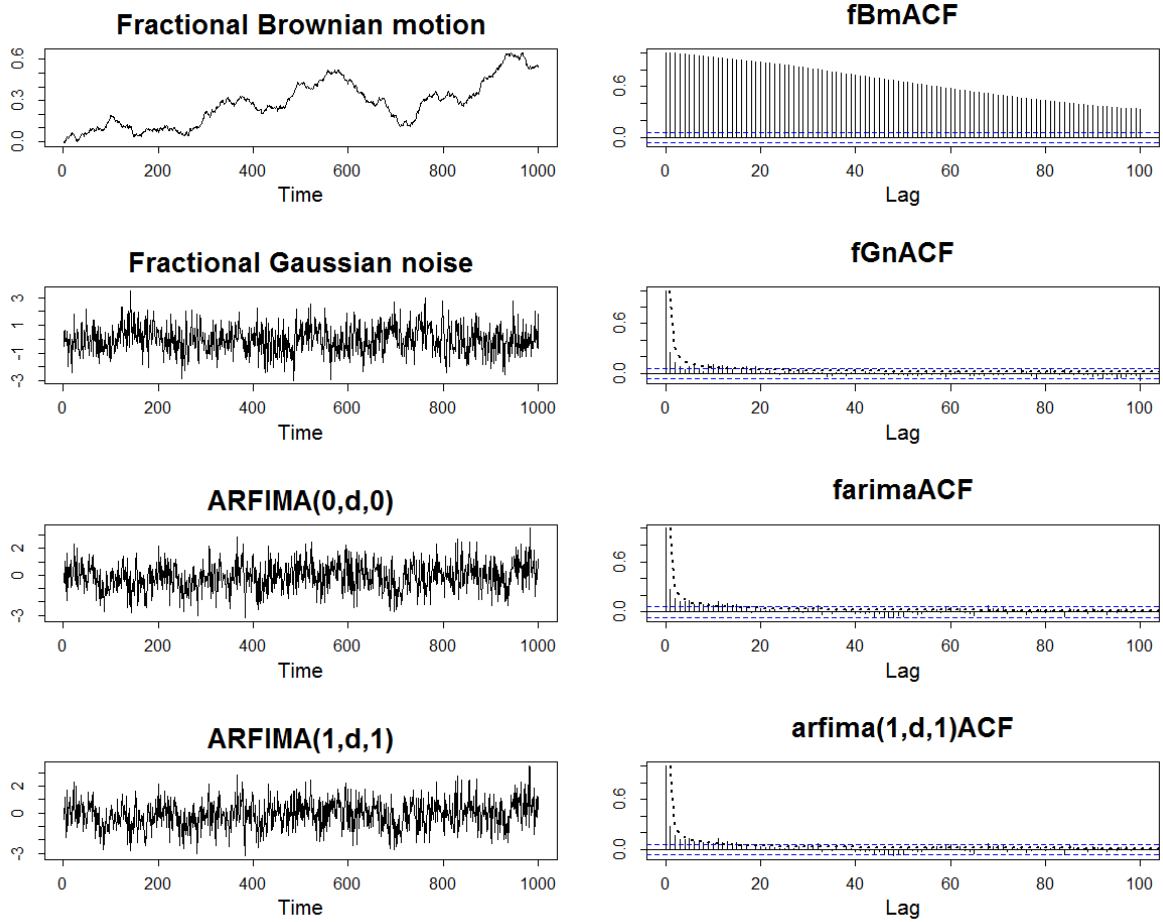 Fractional Brownian motion
0.0 0.3 0.6
0 200 400 600 800 1000
Time
fBmACF
0.0 0.6
0 20 40 60 80 100
Lag
Fractional Gaussian noise
-3 -1 1 3
0 200 400 600 800 1000
Time
fGnACF
0.0 0.6
0 20 40 60 80 100
Lag
ARFIMA(0,d,0)
-3 0 2
0 200 400 600 800 1000
Time
farimaACF
0.0 0.6
0 20 40 60 80 100
Lag
ARFIMA(1,d,1)
-3 0 2
0 200 400 600 800 1000
Time
arfima(1,d,1)ACF
0.0 0.6
0 20 40 60 80 100
Lag